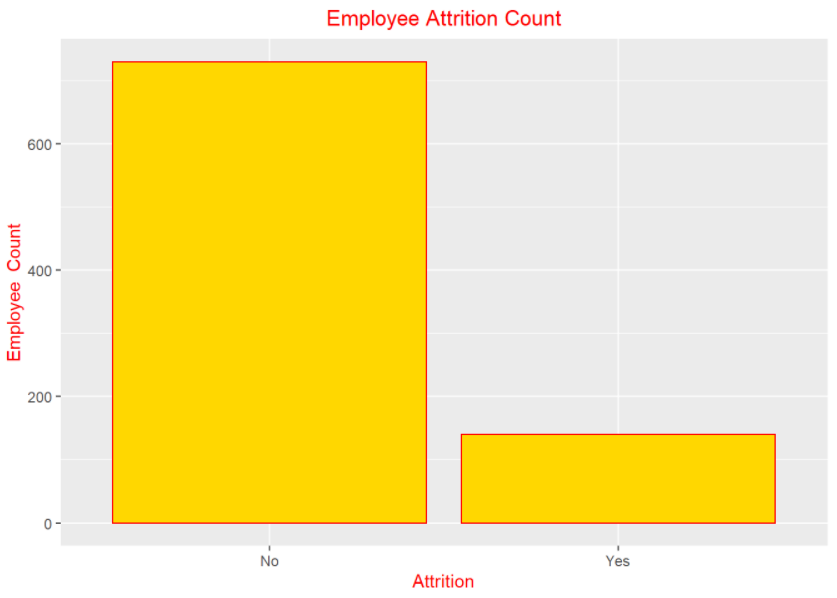 Employee Attrition Count
600
400
200
0
Employee Count
No
Yes
Attrition